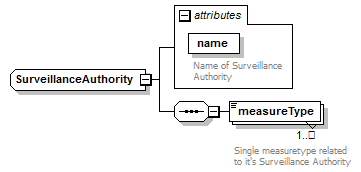 attributes
name
Name of Surveillance
Authority
SurveillanceAuthority
measureType
1..□
Single measuretype related
to it's Surveillance Authority